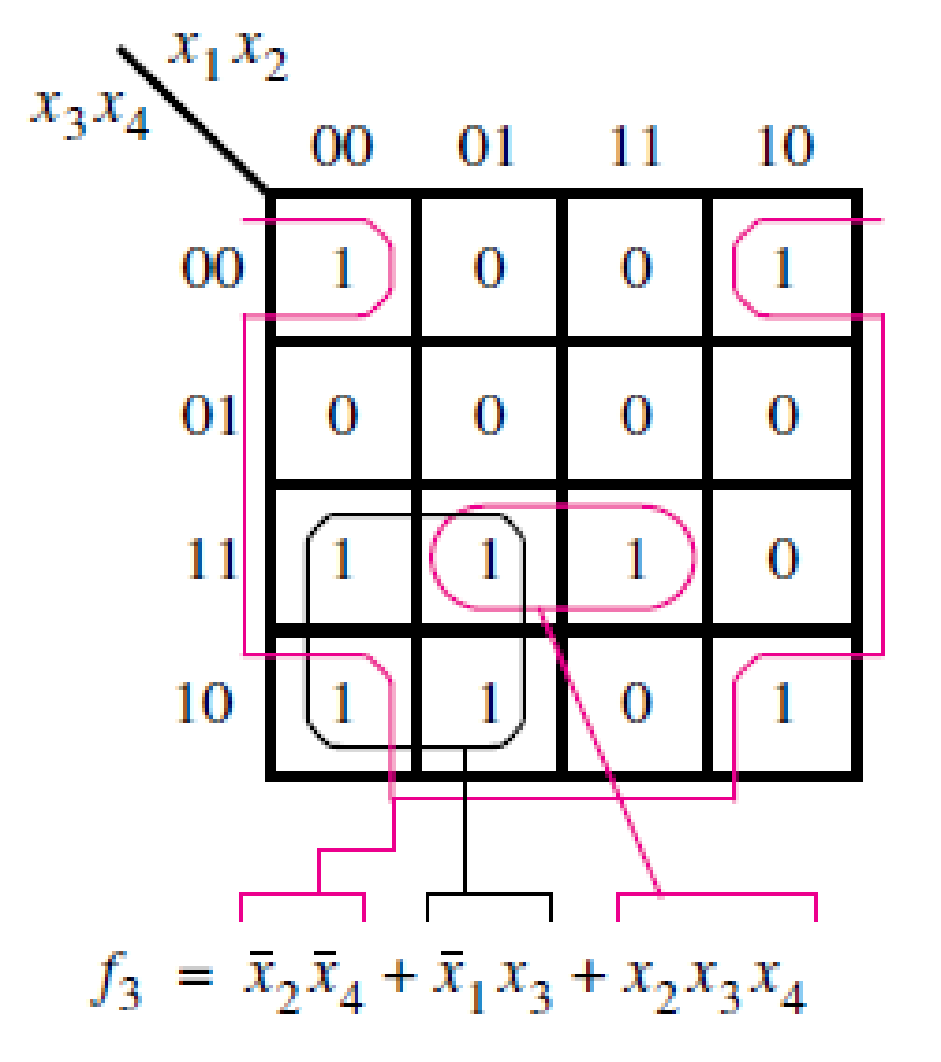 x₁x₂
x₃x₄
00 01 11 10
00 1 0 0 1
01 0 0 0 0
11 1 1 1 0
10 1 1 0 1
f₃ = x̄₂x̄₄ + x̄₁x₃ + x₂x₃x₄